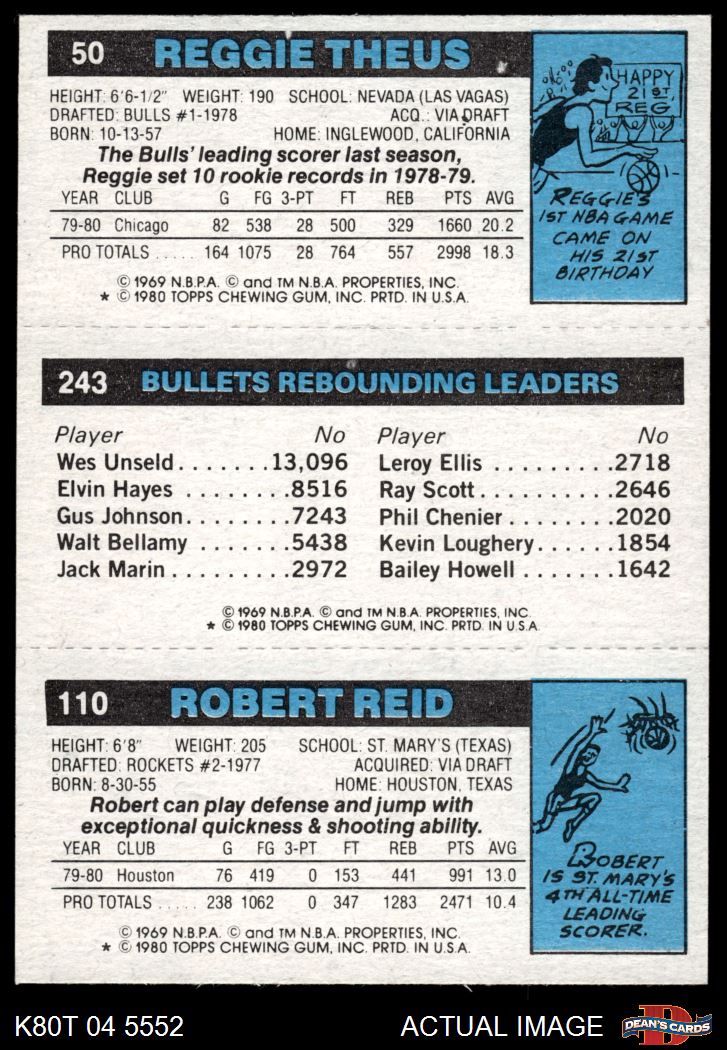 50 REGGIE THEUS
HEIGHT: 6'6-1/2" WEIGHT: 190 SCHOOL: NEVADA (LAS VAGAS)
DRAFTED: BULLS #1-1978 ACQ.: VIA DRAFT
BORN: 10-13-57 HOME: INGLEWOOD, CALIFORNIA
The Bulls' leading scorer last season,
Reggie set 10 rookie records in 1978-79.
YEAR CLUB G FG 3-PT FT REB PTS AVG
79-80 Chicago 82 538 28 500 329 1660 20.2
PRO TOTALS ..... 164 1075 28 764 557 2998 18.3
© 1969 N.B.P.A. © and TM N.B.A. PROPERTIES, INC.
* © 1980 TOPPS CHEWING GUM, INC. PRTD. IN U.S.A.
HAPPY
21ST
REG
REGGIE'S
1ST NBA GAME
CAME ON
HIS 21ST
BIRTHDAY
243 BULLETS REBOUNDING LEADERS
Player No Player No
Wes Unseld.......13,096 Leroy Ellis .........2718
Elvin Hayes ........8516 Ray Scott..........2646
Gus Johnson.......7243 Phil Chenier........2020
Walt Bellamy .......5438 Kevin Loughery......1854
Jack Marin.........2972 Bailey Howell .......1642
© 1969 N.B.P.A. © and TM N.B.A. PROPERTIES, INC.
* © 1980 TOPPS CHEWING GUM, INC. PRTD. IN U.S.A.
110 ROBERT REID
HEIGHT: 6'8" WEIGHT: 205 SCHOOL: ST. MARY'S (TEXAS)
DRAFTED: ROCKETS #2-1977 ACQUIRED: VIA DRAFT
BORN: 8-30-55 HOME: HOUSTON, TEXAS
Robert can play defense and jump with
exceptional quickness & shooting ability.
YEAR CLUB G FG 3-PT FT REB PTS AVG
79-80 Houston 76 419 0 153 441 991 13.0
PRO TOTALS ..... 238 1062 0 347 1283 2471 10.4
© 1969 N.B.P.A. © and TM N.B.A. PROPERTIES, INC.
* © 1980 TOPPS CHEWING GUM, INC. PRTD. IN U.S.A.
ROBERT
IS ST. MARY'S
4TH ALL-TIME
LEADING
SCORER.
K80T 04 5552 ACTUAL IMAGE
D
DEAN'S CARDS